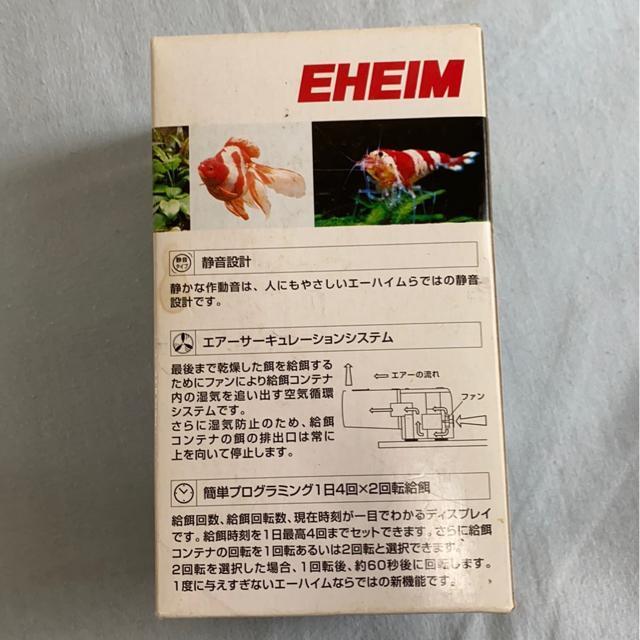 EHEIM
静音
タイプ
静音設計
静かな作動音は、人にもやさしいエーハイムらではの静音
設計です。
エアーサーキュレーションシステム
最後まで乾燥した餌を給餌する
ためにファンにより給餌コンテナ
内の湿気を追い出す空気循環
システムです。
さらに湿気防止のため、給餌
コンテナの餌の排出口は常に
上を向いて停止します。
エアーの流れ
ファン
簡単プログラミング1日4回×2回転給餌
給餌回数、給餌回転数、現在時刻が一目でわかるディスプレイ
です。給餌時刻を1日最高4回までセットできます。さらに給餌
コンテナの回転を1回転あるいは2回転と選択できます。
2回転を選択した場合、1回転後、約60秒後に回転します。
1度に与えすぎないエーハイムならではの新機能です。